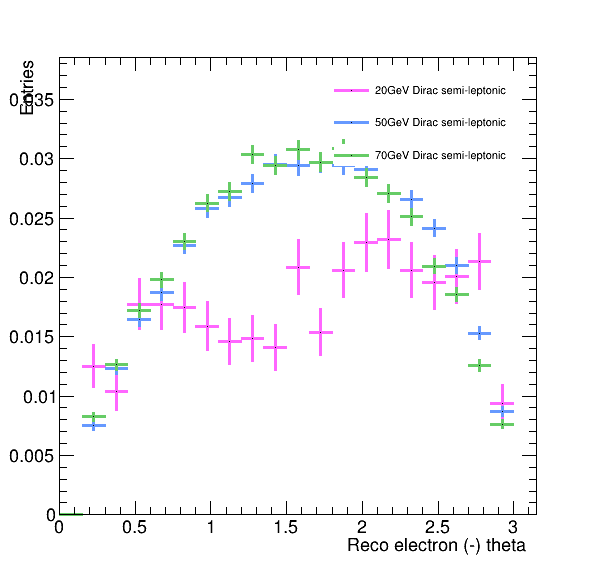 Entries
0.035
0.03
0.025
0.02
0.015
0.01
0.005
0
20GeV Dirac semi-leptonic
50GeV Dirac semi-leptonic
70GeV Dirac semi-leptonic
0 0.5 1 1.5 2 2.5 3
Reco electron (-) theta